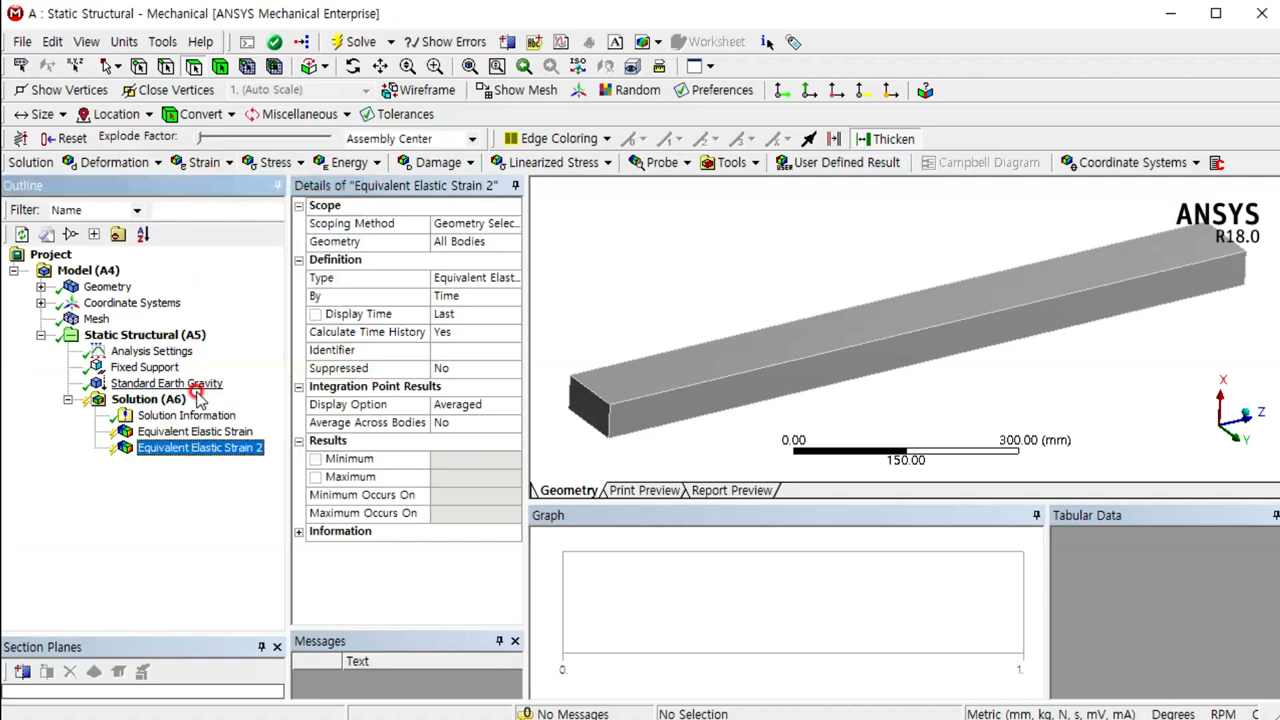 A : Static Structural - Mechanical [ANSYS Mechanical Enterprise]
File Edit View Units Tools Help Solve ?/ Show Errors Worksheet
Show Vertices Close Vertices 1. (Auto Scale) Wireframe Show Mesh Random Preferences
Size Location Convert Miscellaneous Tolerances
Reset Explode Factor: Assembly Center Edge Coloring Thicken
Solution Deformation Strain Stress Energy Damage Linearized Stress Probe Tools User Defined Result Campbell Diagram Coordinate Systems
Outline
Filter: Name
Project
Model (A4)
Geometry
Coordinate Systems
Mesh
Static Structural (A5)
Analysis Settings
Fixed Support
Standard Earth Gravity
Solution (A6)
Solution Information
Equivalent Elastic Strain
Equivalent Elastic Strain 2
Section Planes
Details of "Equivalent Elastic Strain 2"
Scope
Scoping Method Geometry Selec...
Geometry All Bodies
Definition
Type Equivalent Elast...
By Time
Display Time Last
Calculate Time History Yes
Identifier
Suppressed No
Integration Point Results
Display Option Averaged
Average Across Bodies No
Results
Minimum
Maximum
Minimum Occurs On
Maximum Occurs On
Information
Messages
Text
ANSYS
R18.0
X
Z
Y
0.00 300.00 (mm)
150.00
Geometry Print Preview Report Preview
Graph
0. 1.
Tabular Data
No Messages No Selection Metric (mm, kg, N, s, mV, mA) Degrees RPM C